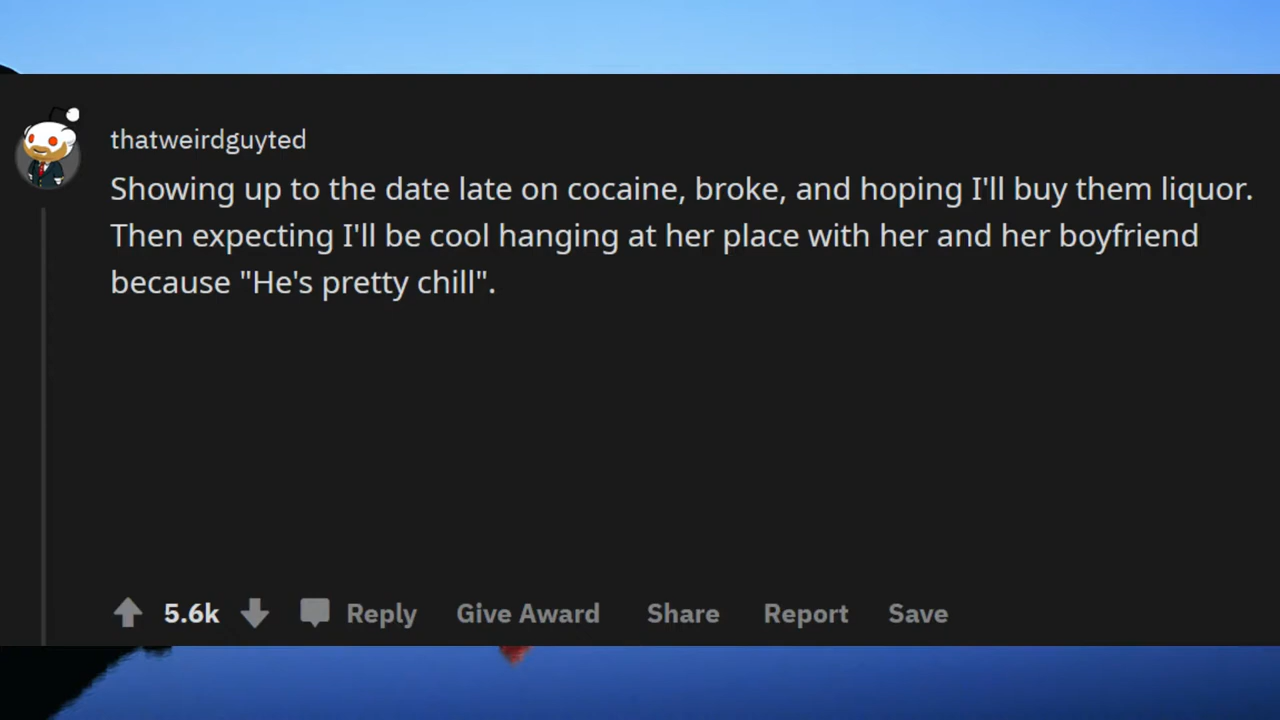 thatweirdguyted
Showing up to the date late on cocaine, broke, and hoping I'll buy them liquor.
Then expecting I'll be cool hanging at her place with her and her boyfriend
because "He's pretty chill".
5.6k Reply Give Award Share Report Save